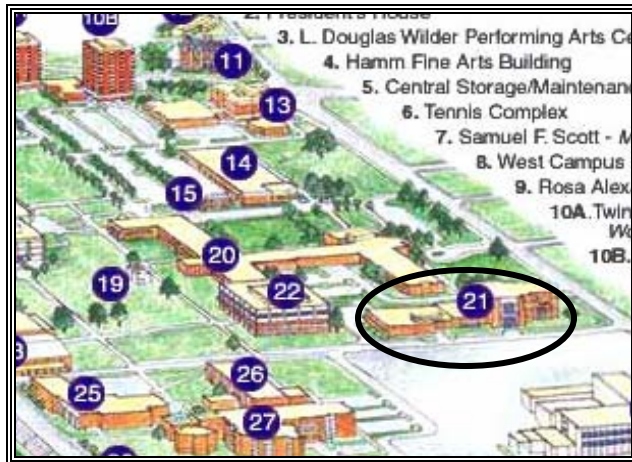 2. President's House
3. L. Douglas Wilder Performing Arts Ce
4. Hamm Fine Arts Building
5. Central Storage/Maintenanc
6. Tennis Complex
7. Samuel F. Scott - M
8. West Campus
9. Rosa Alex
10A. Twin
Wo
10B.
10B
11
13
14
15
20
19
22
21
25
26
27